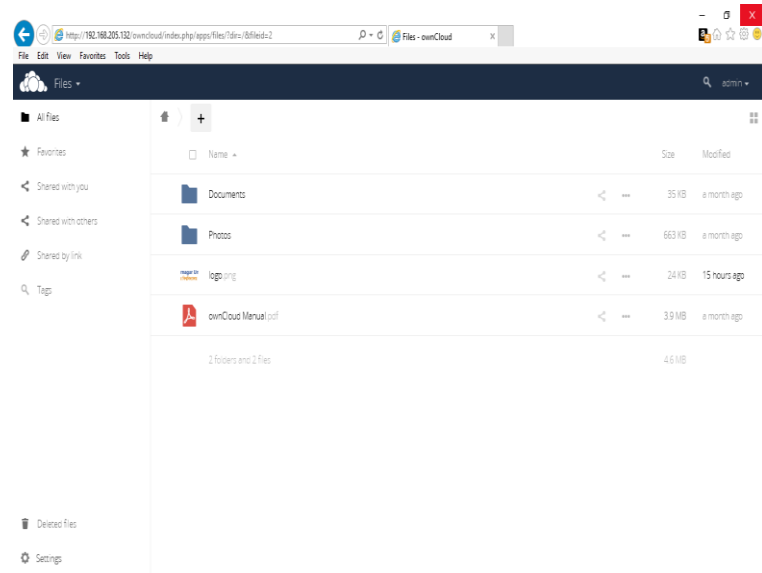 http://192.168.205.132/owncloud/index.php/apps/files/?dir=/&fileid=2
Files - ownCloud
File Edit View Favorites Tools Help
Files
admin
All files
Favorites
Shared with you
Shared with others
Shared by link
Tags
Name Size Modified
Documents 35 KB a month ago
Photos 663 KB a month ago
logo.png 24 KB 15 hours ago
ownCloud Manual.pdf 3.9 MB a month ago
2 folders and 2 files 4.6 MB
Deleted files
Settings